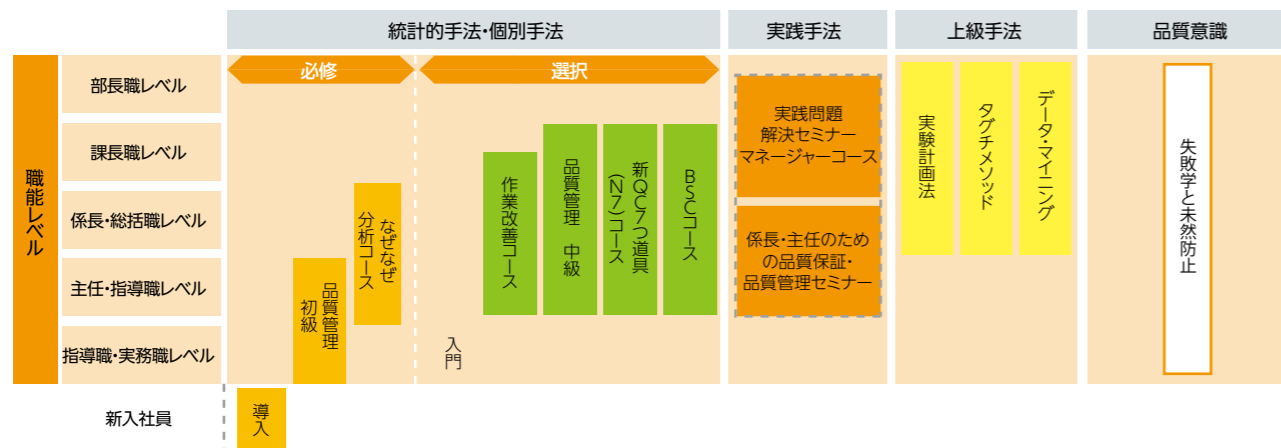 統計的手法・個別手法
実践手法
上級手法
品質意識
必修
選択
職能レベル
部長職レベル
課長職レベル
係長・総括職レベル
主任・指導職レベル
指導職・実務職レベル
新入社員
導入
品質管理
初級
なぜなぜ
分析コース
入門
作業改善コース
品質管理 中級
新QC7つ道具
(N7)コース
BSCコース
実践問題
解決セミナー
マネージャーコース
係長・主任のため
の品質保証・
品質管理セミナー
実験計画法
タグチメソッド
データ・マイニング
失敗学と未然防止